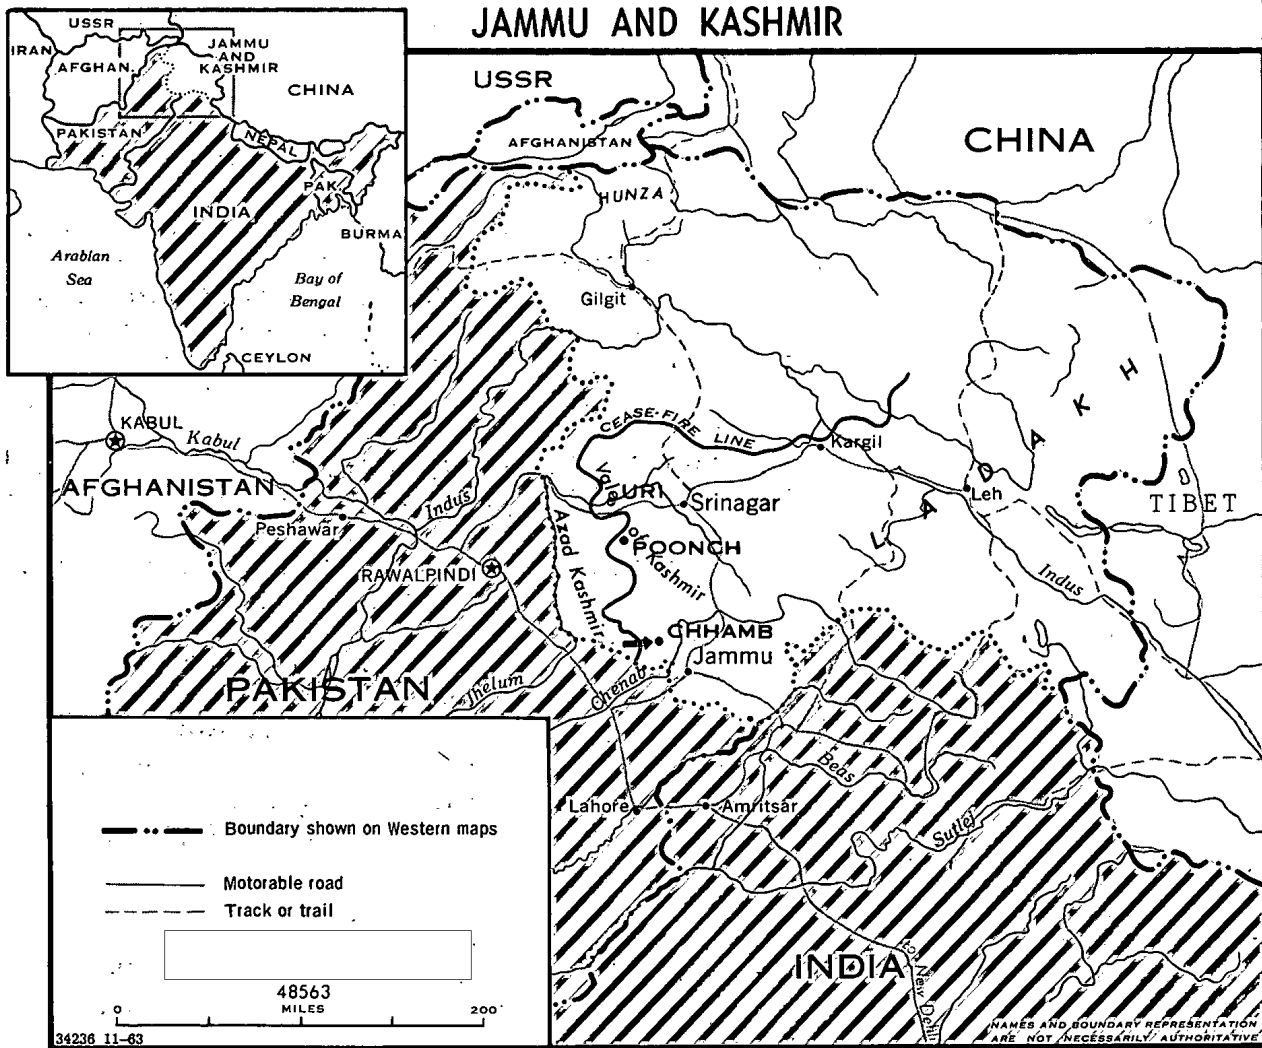 JAMMU AND KASHMIR
USSR
IRAN
AFGHAN.
JAMMU
AND
KASHMIR
CHINA
PAKISTAN
NEPAL
PAK.
INDIA
BURMA
Arabian
Sea
Bay of
Bengal
CEYLON
USSR
AFGHANISTAN
CHINA
HUNZA
Gilgit
LADAKH
KABUL
Kabul
CEASE-FIRE
LINE
Kargil
AFGHANISTAN
Indus
Vale of Kashmir
URI
Srinagar
Leh
TIBET
Peshawar
Azad Kashmir
POONCH
RAWALPINDI
Indus
CHHAMB
Jammu
PAKISTAN
Jhelum
Chenab
Beas
Lahore
Amritsar
Sutlej
INDIA
to New Delhi
Boundary shown on Western maps
Motorable road
Track or trail
48563
MILES
0 200
34236 11-63
NAMES AND BOUNDARY REPRESENTATION
ARE NOT NECESSARILY AUTHORITATIVE